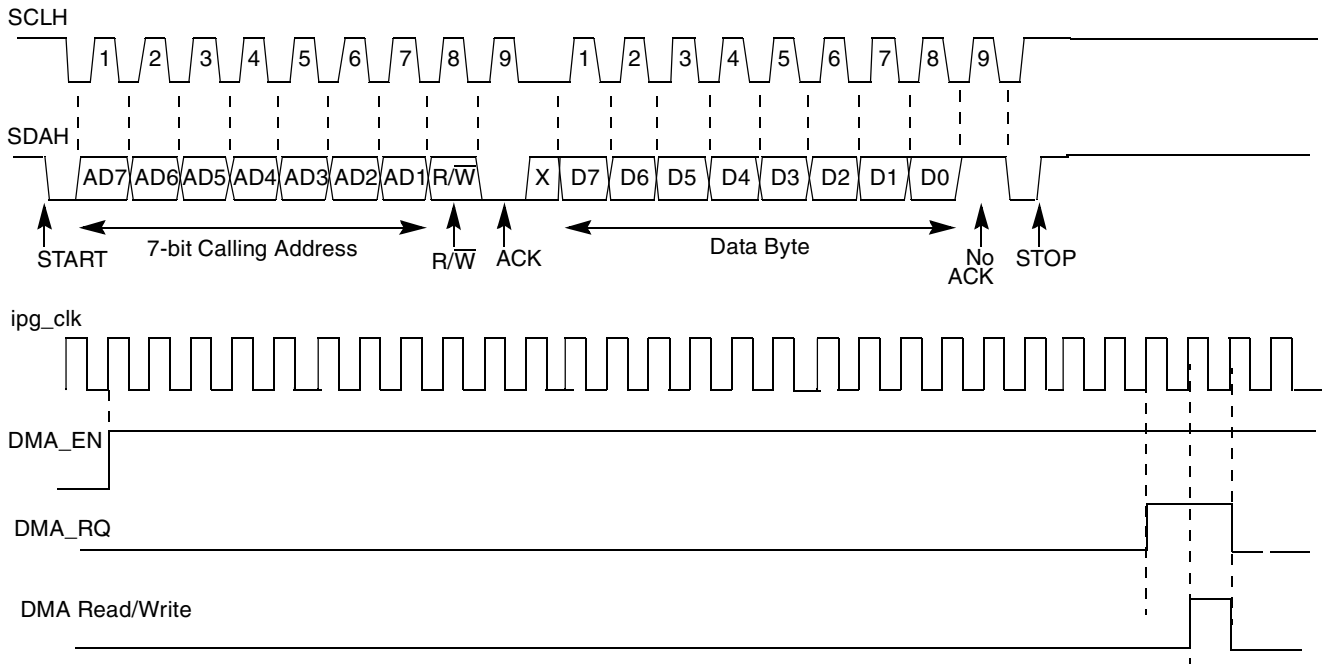 SCLH
1 2 3 4 5 6 7 8 9 1 2 3 4 5 6 7 8 9
SDAH
AD7 AD6 AD5 AD4 AD3 AD2 AD1 R/W̅ X D7 D6 D5 D4 D3 D2 D1 D0
START
7-bit Calling Address
R/W̅
ACK
Data Byte
No
ACK
STOP
ipg_clk
DMA_EN
DMA_RQ
DMA Read/Write